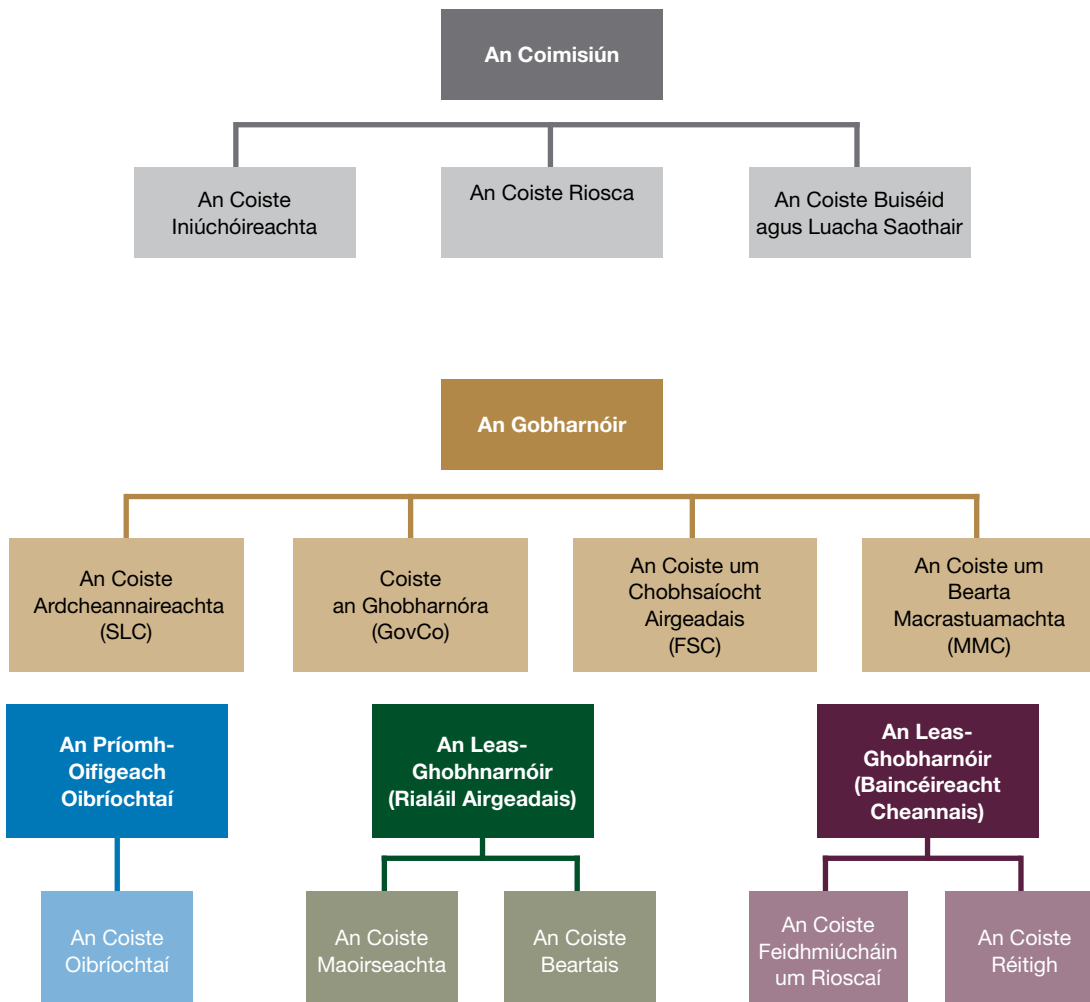 An Coimisiún
An Coiste
Iniúchóireachta
An Coiste Riosca
An Coiste Buiséid
agus Luacha Saothair
An Gobharnóir
An Coiste
Ardcheannaireachta
(SLC)
Coiste
an Ghobharnóra
(GovCo)
An Coiste um
Chobhsaíocht
Airgeadais
(FSC)
An Coiste um
Bearta
Macrastuamachta
(MMC)
An Príomh-
Oifigeach
Oibríochtaí
An Leas-
Ghobhnarnóir
(Rialáil Airgeadais)
An Leas-
Ghobharnóir
(Baincéireacht
Cheannais)
An Coiste
Oibríochtaí
An Coiste
Maoirseachta
An Coiste
Beartais
An Coiste
Feidhmiúcháin
um Rioscaí
An Coiste
Réitigh